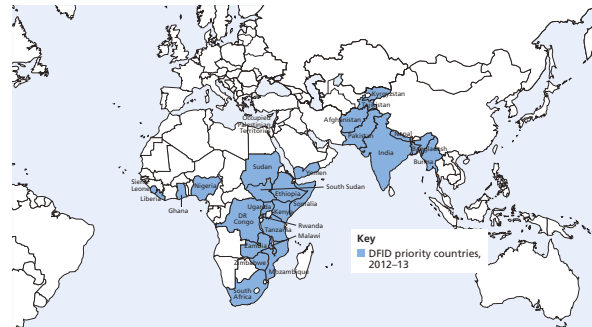 Kyrgyzstan
Tajikistan
Occupied
Palestinian
Territories
Afghanistan
Pakistan
Nepal
Bangladesh
India
Burma
Sudan
Yemen
Sierra
Leone
Nigeria
Liberia
Ghana
South Sudan
Ethiopia
Somalia
Uganda
Kenya
DR
Congo
Rwanda
Tanzania
Malawi
Zambia
Zimbabwe
Mozambique
South
Africa
Key
DFID priority countries,
2012–13